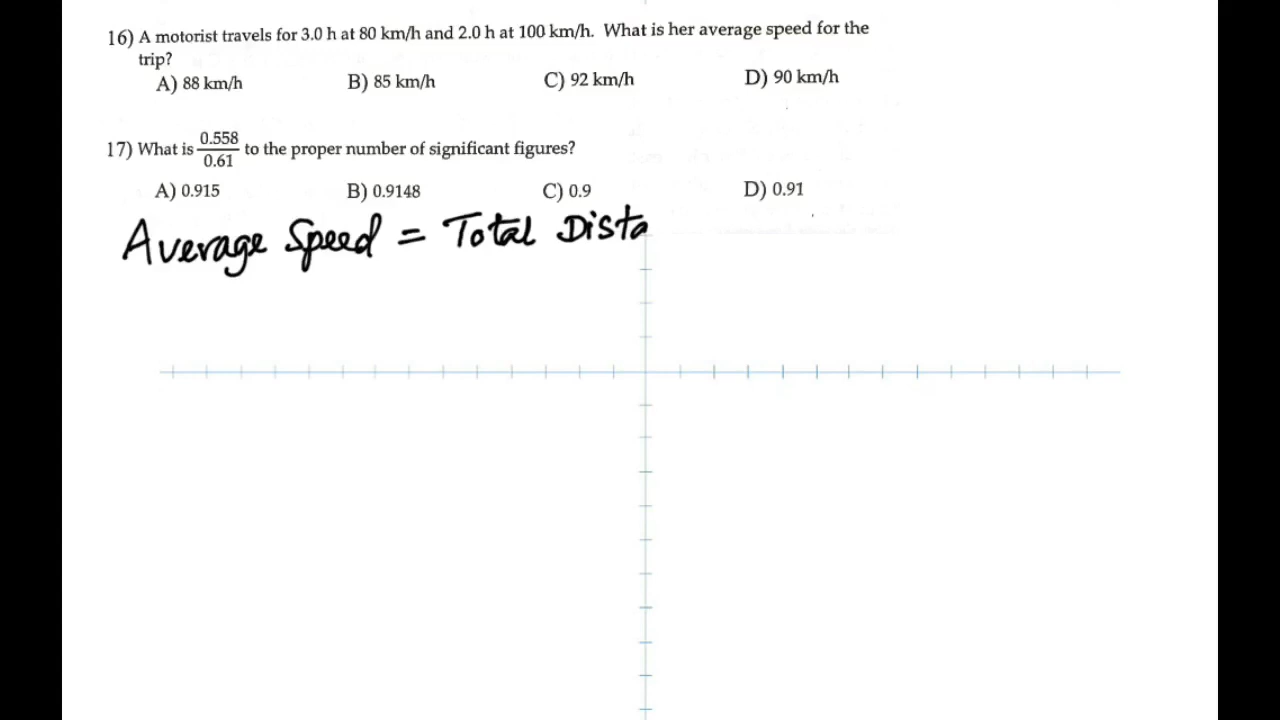 16) A motorist travels for 3.0 h at 80 km/h and 2.0 h at 100 km/h. What is her average speed for the
trip?
A) 88 km/h B) 85 km/h C) 92 km/h D) 90 km/h
17) What is 0.558/0.61 to the proper number of significant figures?
A) 0.915 B) 0.9148 C) 0.9 D) 0.91
Average Speed = Total Dista